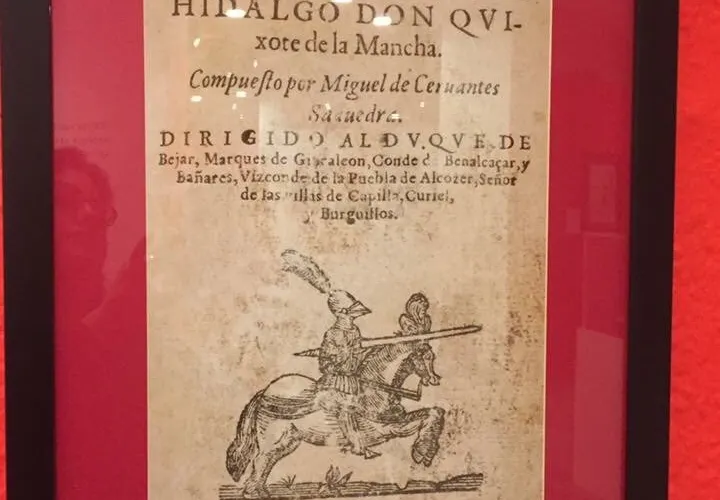 HIDALGO DON QVI-
xote de la Mancha.
Compueſto por Miguel de Ceruantes
Saauedra.
DIRIGIDO AL DVQVE DE
Bejar, Marques de Gibraleon, Conde de Benalcaçar, y
Bañares, Vizconde de la Puebla de Alcozer, Señor
de las villas de Capilla, Curiel,
y Burguillos.